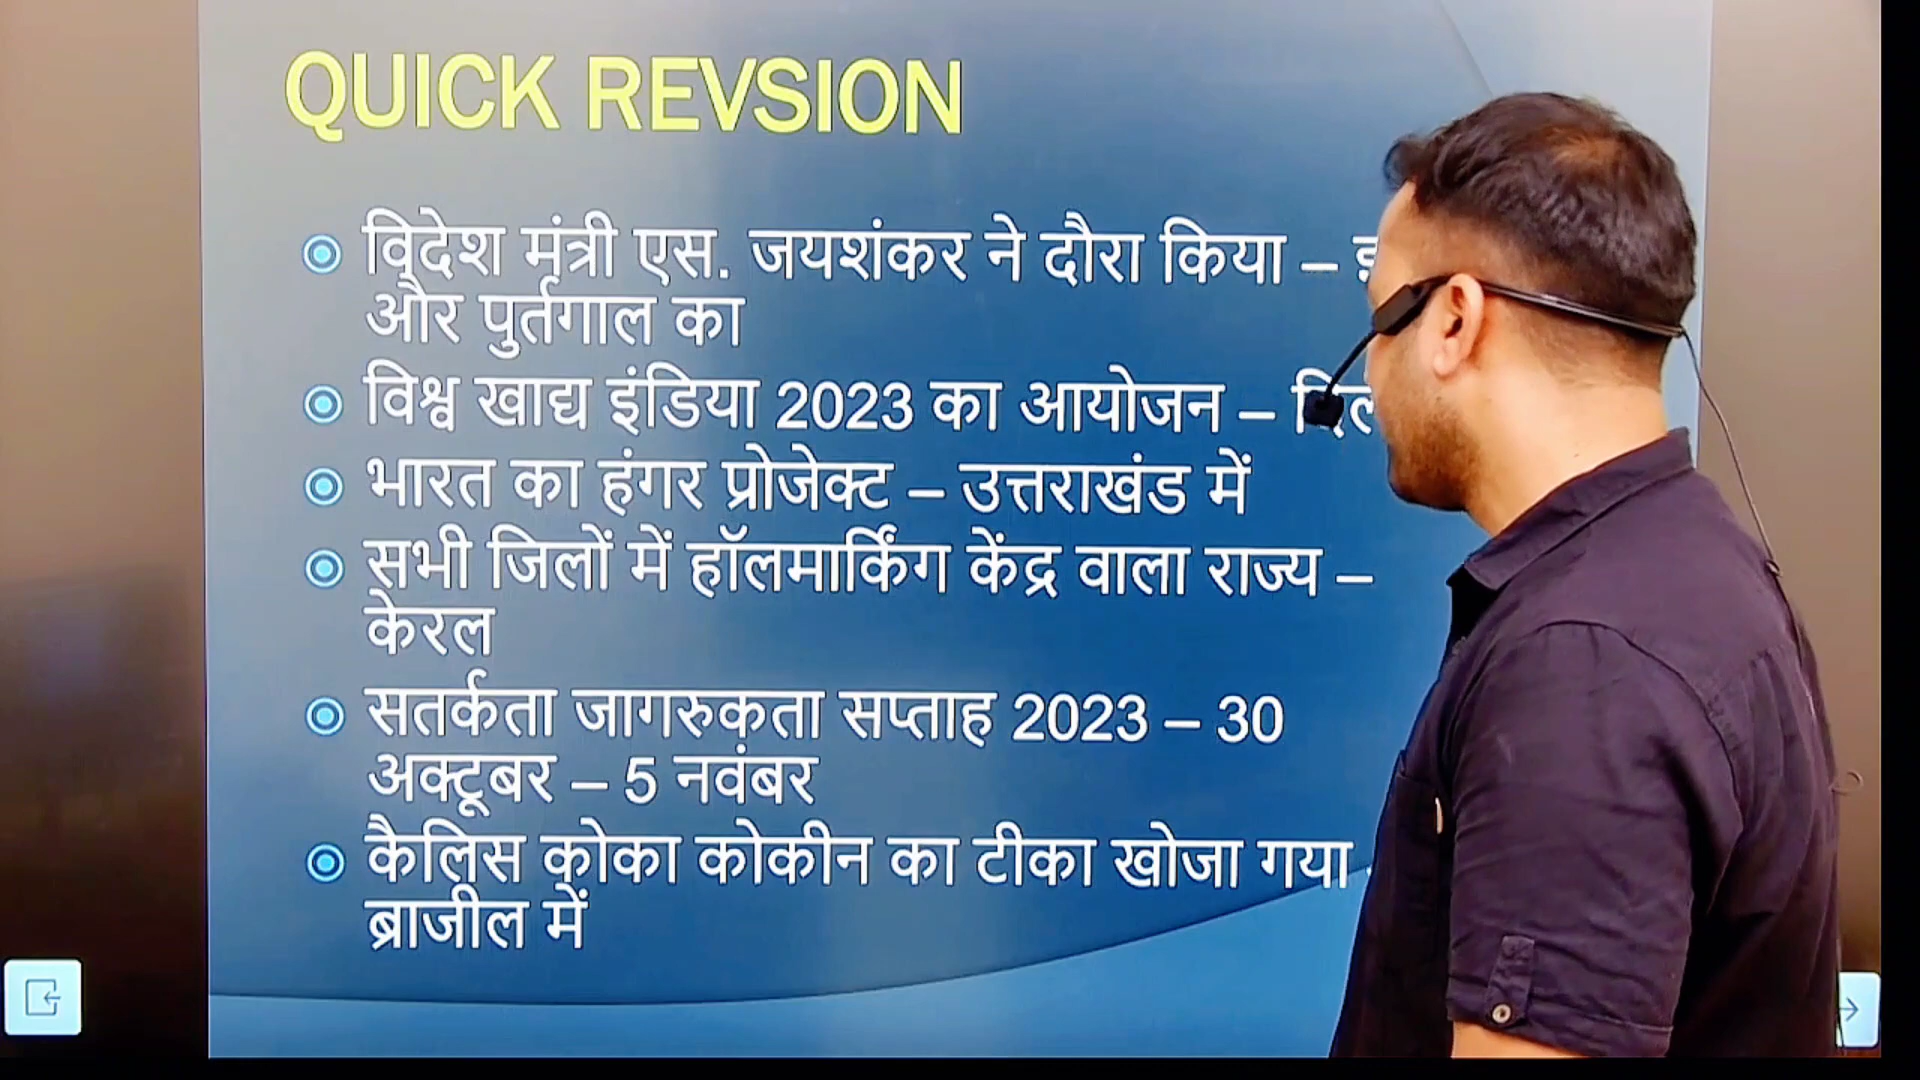 QUICK REVSION
विदेश मंत्री एस. जयशंकर ने दौरा किया –
और पुर्तगाल का
विश्व खाद्य इंडिया 2023 का आयोजन –
भारत का हंगर प्रोजेक्ट – उत्तराखंड में
सभी जिलों में हॉलमार्किंग केंद्र वाला राज्य –
केरल
सतर्कता जागरुकता सप्ताह 2023 – 30
अक्टूबर – 5 नवंबर
कैलिस कोका कोकीन का टीका खोजा गया
ब्राजील में